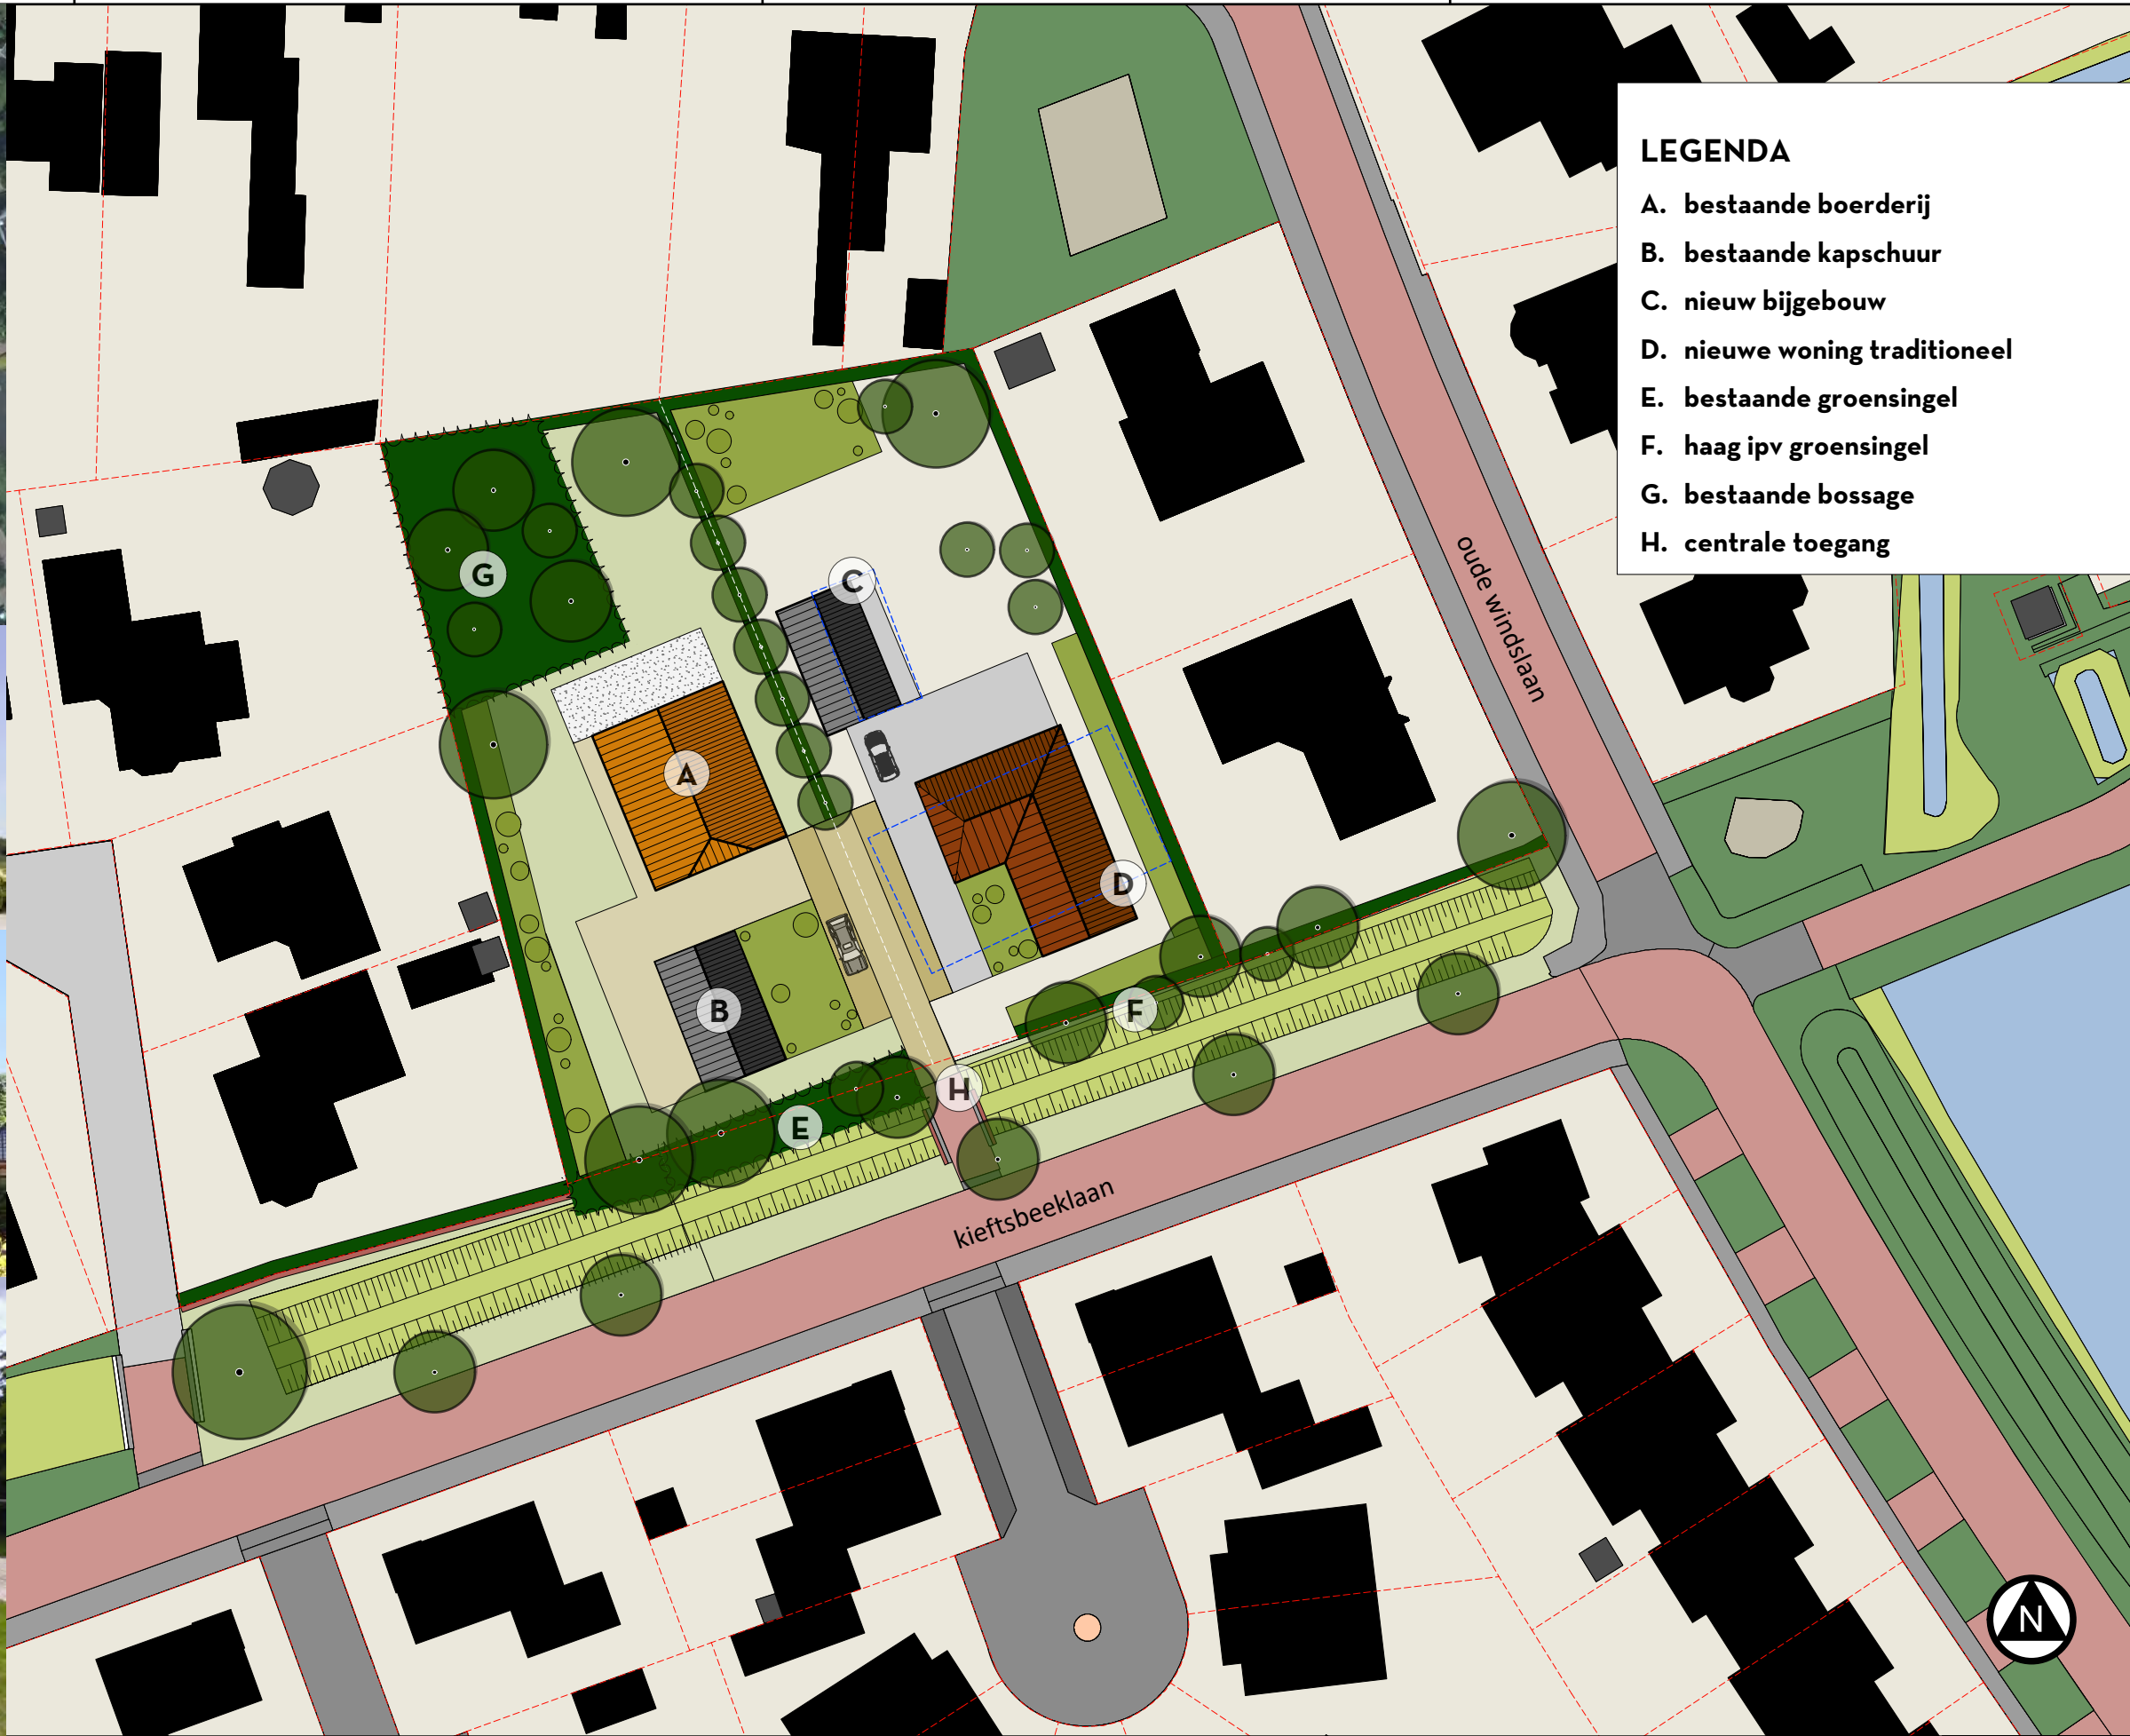 LEGENDA
A. bestaande boerderij
B. bestaande kapschuur
C. nieuw bijgebouw
D. nieuwe woning traditioneel
E. bestaande groensingel
F. haag ipv groensingel
G. bestaande bossage
H. centrale toegang
oude windslaan
G
C
A
D
B
F
H
E
kieftsbeeklaan
N